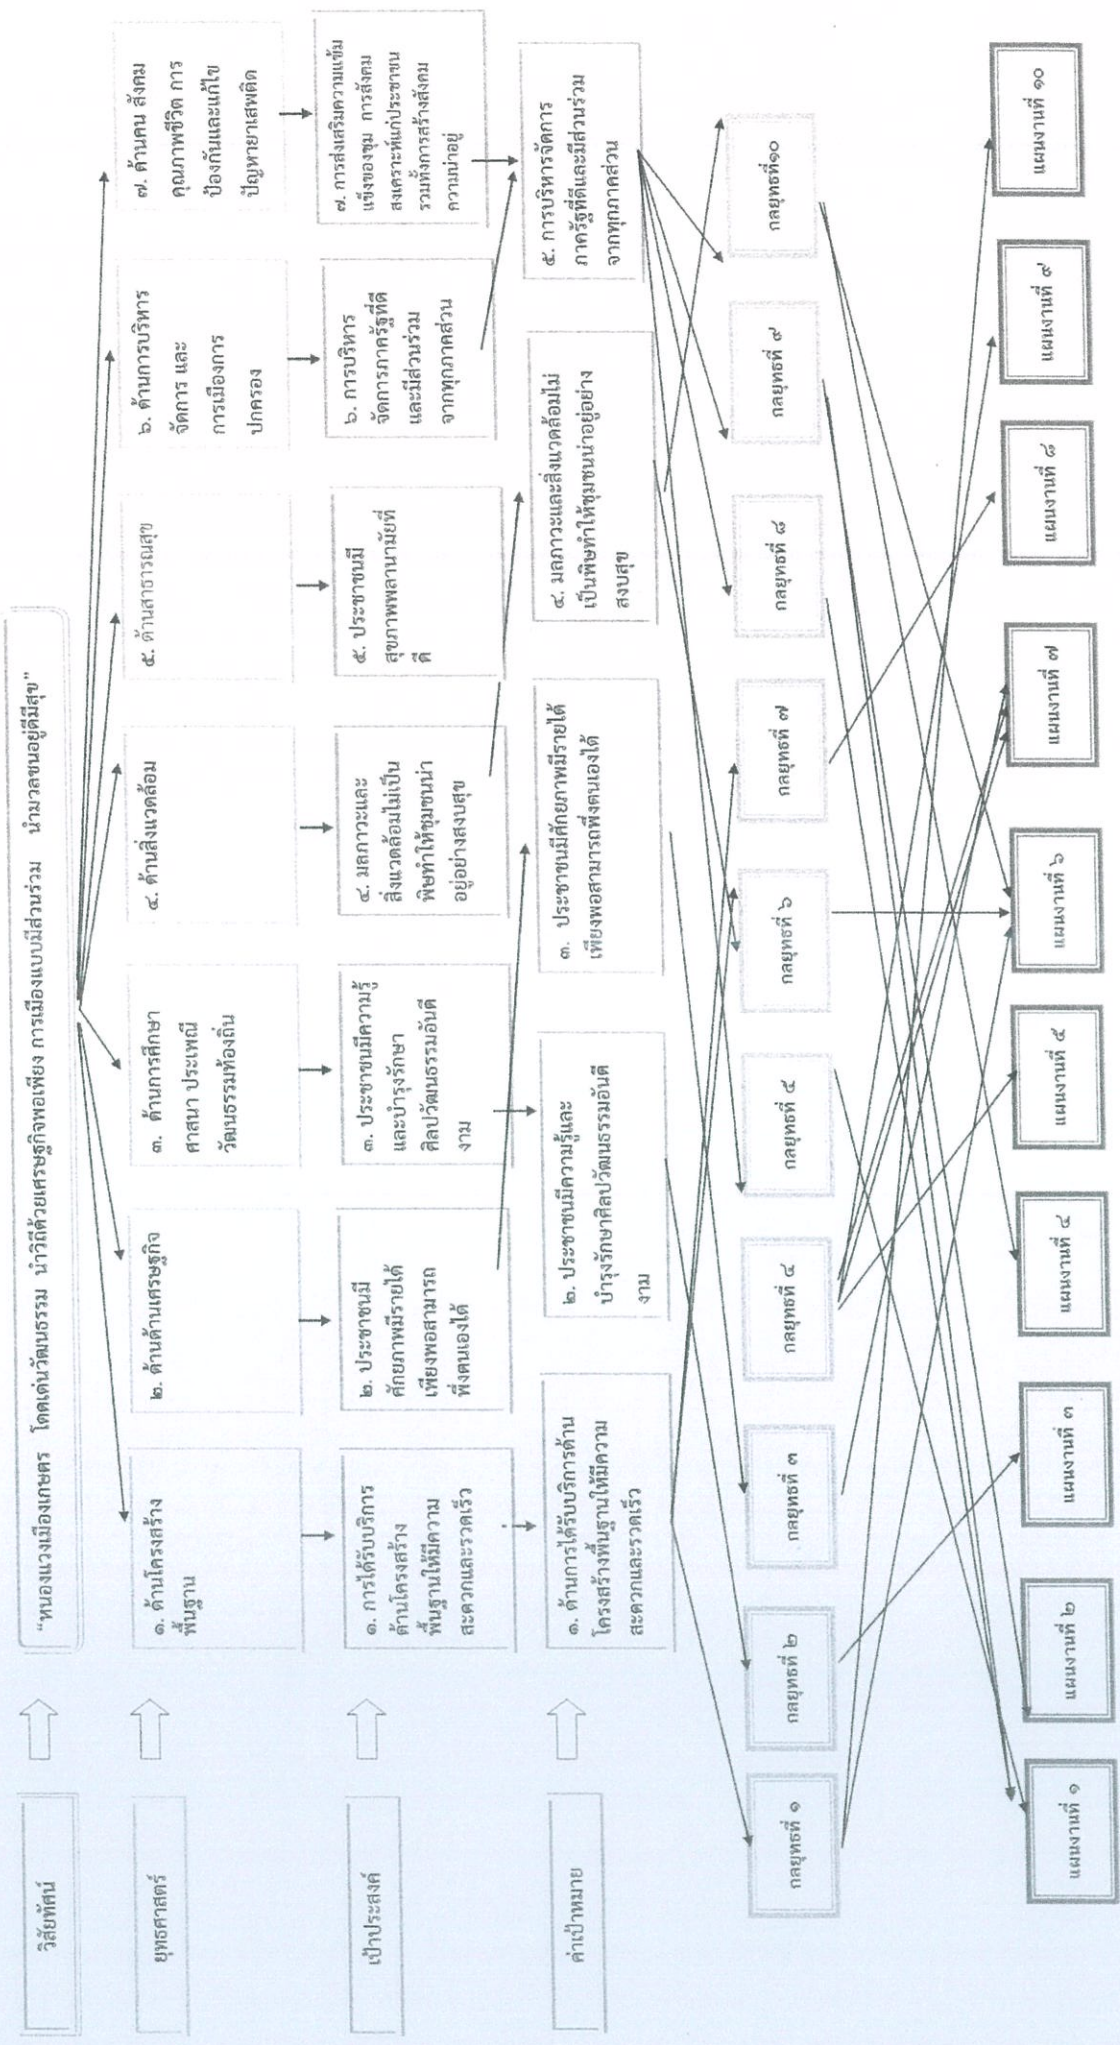 วิสัยทัศน์
“หนองแวงเมืองเกษตร โดดเด่นวัฒนธรรม นำวิถีด้วยเศรษฐกิจพอเพียง การเมืองแบบมีส่วนร่วม นำมวลชนอยู่ดีมีสุข”
ยุทธศาสตร์
๑. ด้านโครงสร้าง
พื้นฐาน
๒. ด้านด้านเศรษฐกิจ
๓. ด้านการศึกษา
ศาสนา ประเพณี
วัฒนธรรมท้องถิ่น
๔. ด้านสิ่งแวดล้อม
๕. ด้านสาธารณสุข
๖. ด้านการบริหาร
จัดการ และ
การเมืองการ
ปกครอง
๗. ด้านคน สังคม
คุณภาพชีวิต การ
ป้องกันและแก้ไข
ปัญหายาเสพติด
เป้าประสงค์
๑. การได้รับบริการ
ด้านโครงสร้าง
พื้นฐานให้มีความ
สะดวกและรวดเร็ว
๒. ประชาชนมี
ศักยภาพมีรายได้
เพียงพอสามารถ
พึ่งตนเองได้
๓. ประชาชนมีความรู้
และบำรุงรักษา
ศิลปวัฒนธรรมอันดี
งาม
๔. มลภาวะและ
สิ่งแวดล้อมไม่เป็น
พิษทำให้ชุมชนน่า
อยู่อย่างสงบสุข
๕. ประชาชนมี
สุขภาพพลานามัยที่
ดี
๖. การบริหาร
จัดการภาครัฐที่ดี
และมีส่วนร่วม
จากทุกภาคส่วน
๗. การส่งเสริมความเข้ม
แข็งของชุม การสังคม
สงเคราะห์แก่ประชาชน
รวมทั้งการสร้างสังคม
ความน่าอยู่
ค่าเป้าหมาย
๑. ด้านการได้รับบริการด้าน
โครงสร้างพื้นฐานให้มีความ
สะดวกและรวดเร็ว
๒. ประชาชนมีความรู้และ
บำรุงรักษาศิลปวัฒนธรรมอันดี
งาม
๓. ประชาชนมีศักยภาพมีรายได้
เพียงพอสามารถพึ่งตนเองได้
๔. มลภาวะและสิ่งแวดล้อมไม่
เป็นพิษทำให้ชุมชนน่าอยู่อย่าง
สงบสุข
๕. การบริหารจัดการ
ภาครัฐที่ดีและมีส่วนร่วม
จากทุกภาคส่วน
กลยุทธที่ ๑
กลยุทธที่ ๒
กลยุทธที่ ๓
กลยุทธที่ ๔
กลยุทธที่ ๕
กลยุทธที่ ๖
กลยุทธที่ ๗
กลยุทธที่ ๘
กลยุทธที่ ๙
กลยุทธที่๑๐
แผนงานที่ ๑
แผนงานที่ ๒
แผนงานที่ ๓
แผนงานที่ ๔
แผนงานที่ ๕
แผนงานที่ ๖
แผนงานที่ ๗
แผนงานที่ ๘
แผนงานที่ ๙
แผนงานที่ ๑๐